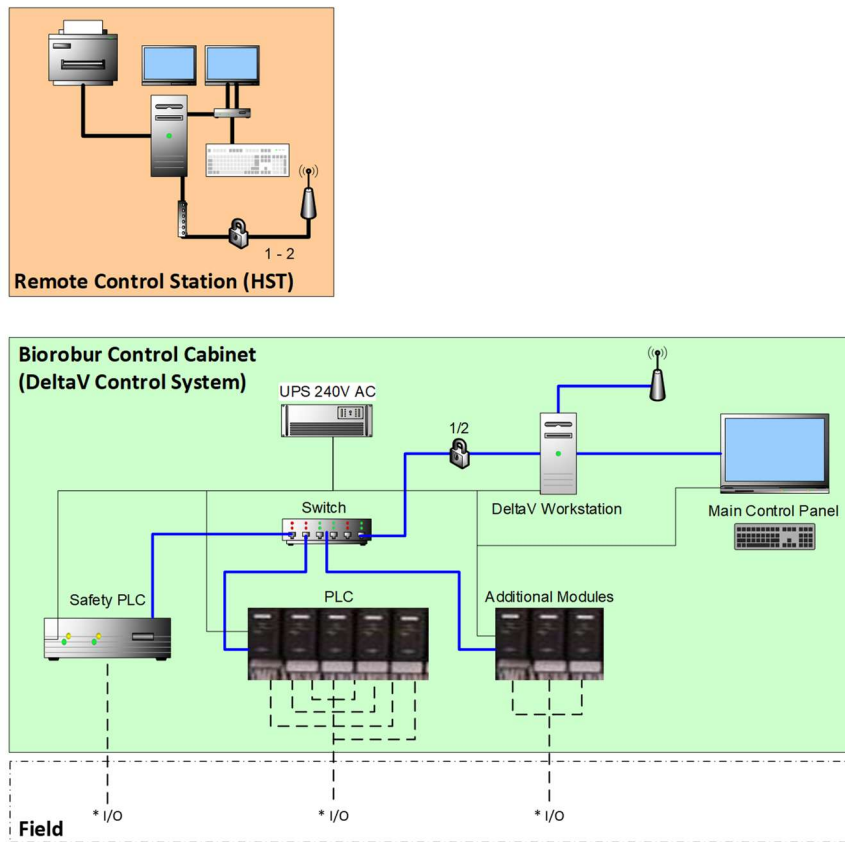 1 - 2
Remote Control Station (HST)
Biorobur Control Cabinet
(DeltaV Control System)
UPS 240V AC
1/2
Switch
DeltaV Workstation
Main Control Panel
Safety PLC
PLC
Additional Modules
* I/O
* I/O
* I/O
Field